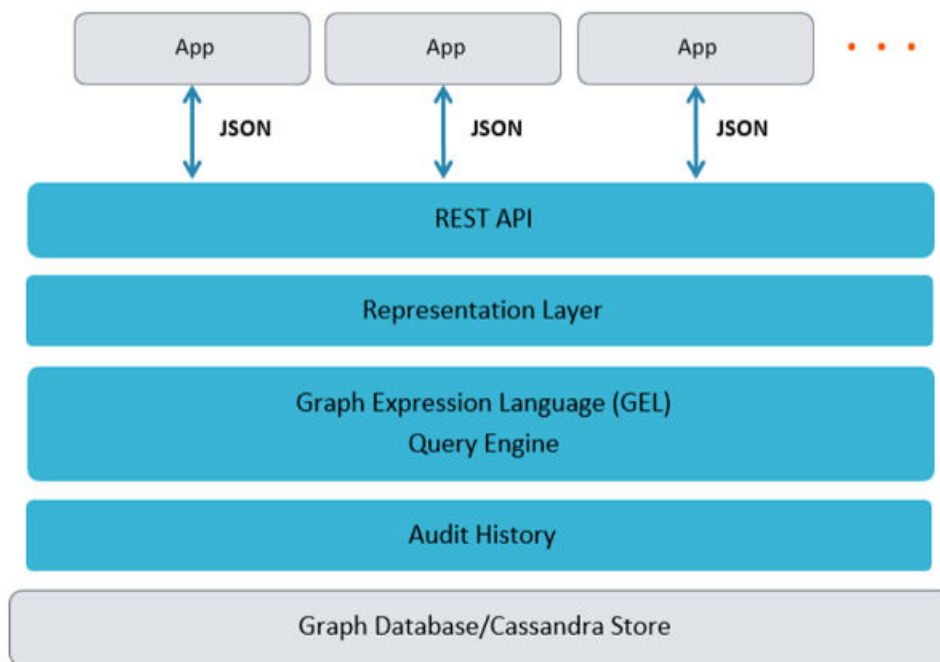 App
App
App
JSON
JSON
JSON
REST API
Representation Layer
Graph Expression Language (GEL)
Query Engine
Audit History
Graph Database/Cassandra Store